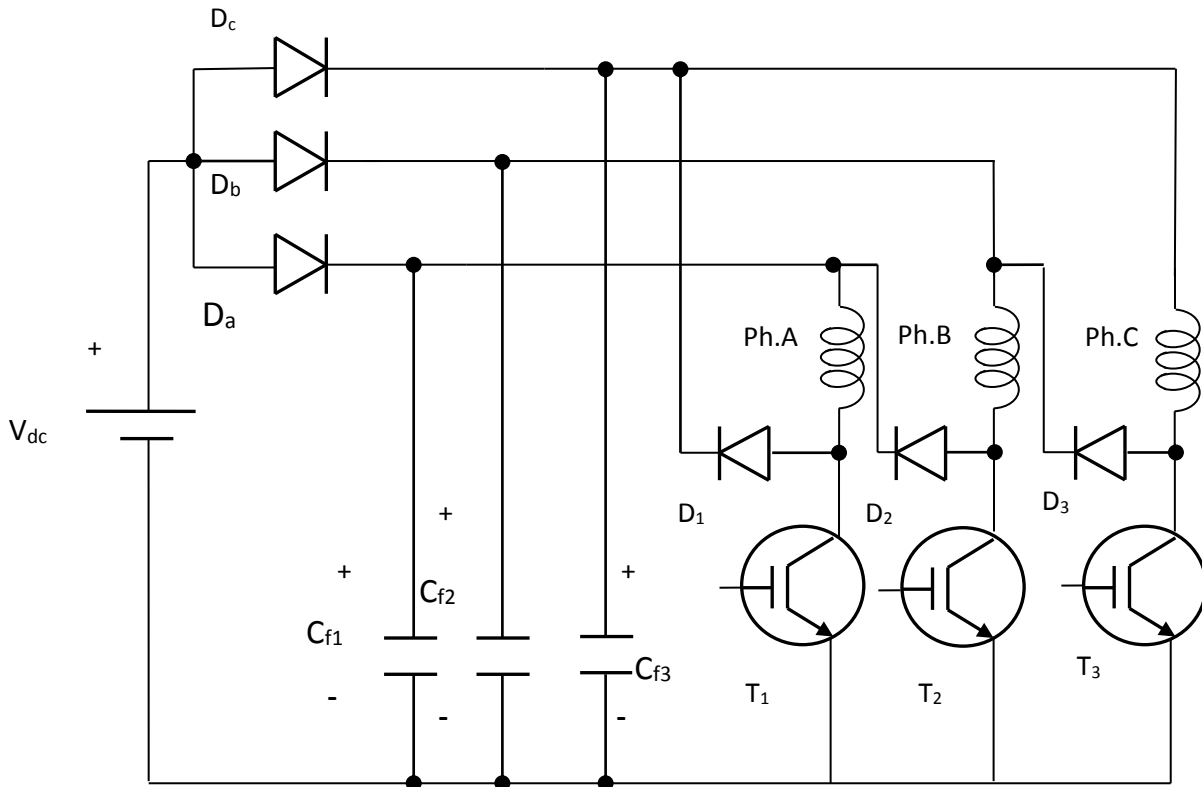 Dc
Db
Da
+
Vdc
Ph.A
Ph.B
Ph.C
D1
D2
D3
+
+
+
Cf1
Cf2
Cf3
-
-
-
T1
T2
T3